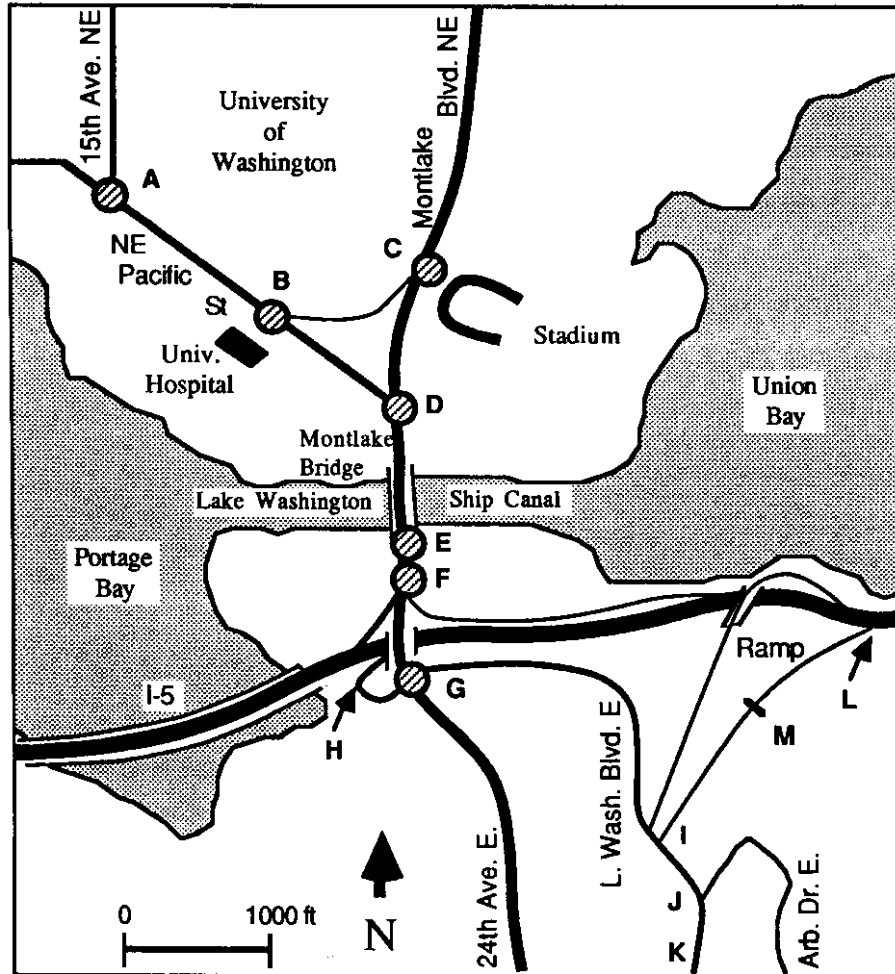 15th Ave. NE
University
of
Washington
Montlake
Blvd. NE
A
NE
Pacific
St
B
C
Univ.
Hospital
Stadium
Union
Bay
D
Montlake
Bridge
Lake Washington
Ship Canal
E
Portage
Bay
F
Ramp
I-5
G
H
L
M
L. Wash. Blvd. E
I
24th Ave. E.
J
Arb. Dr. E.
K
0
1000 ft
N